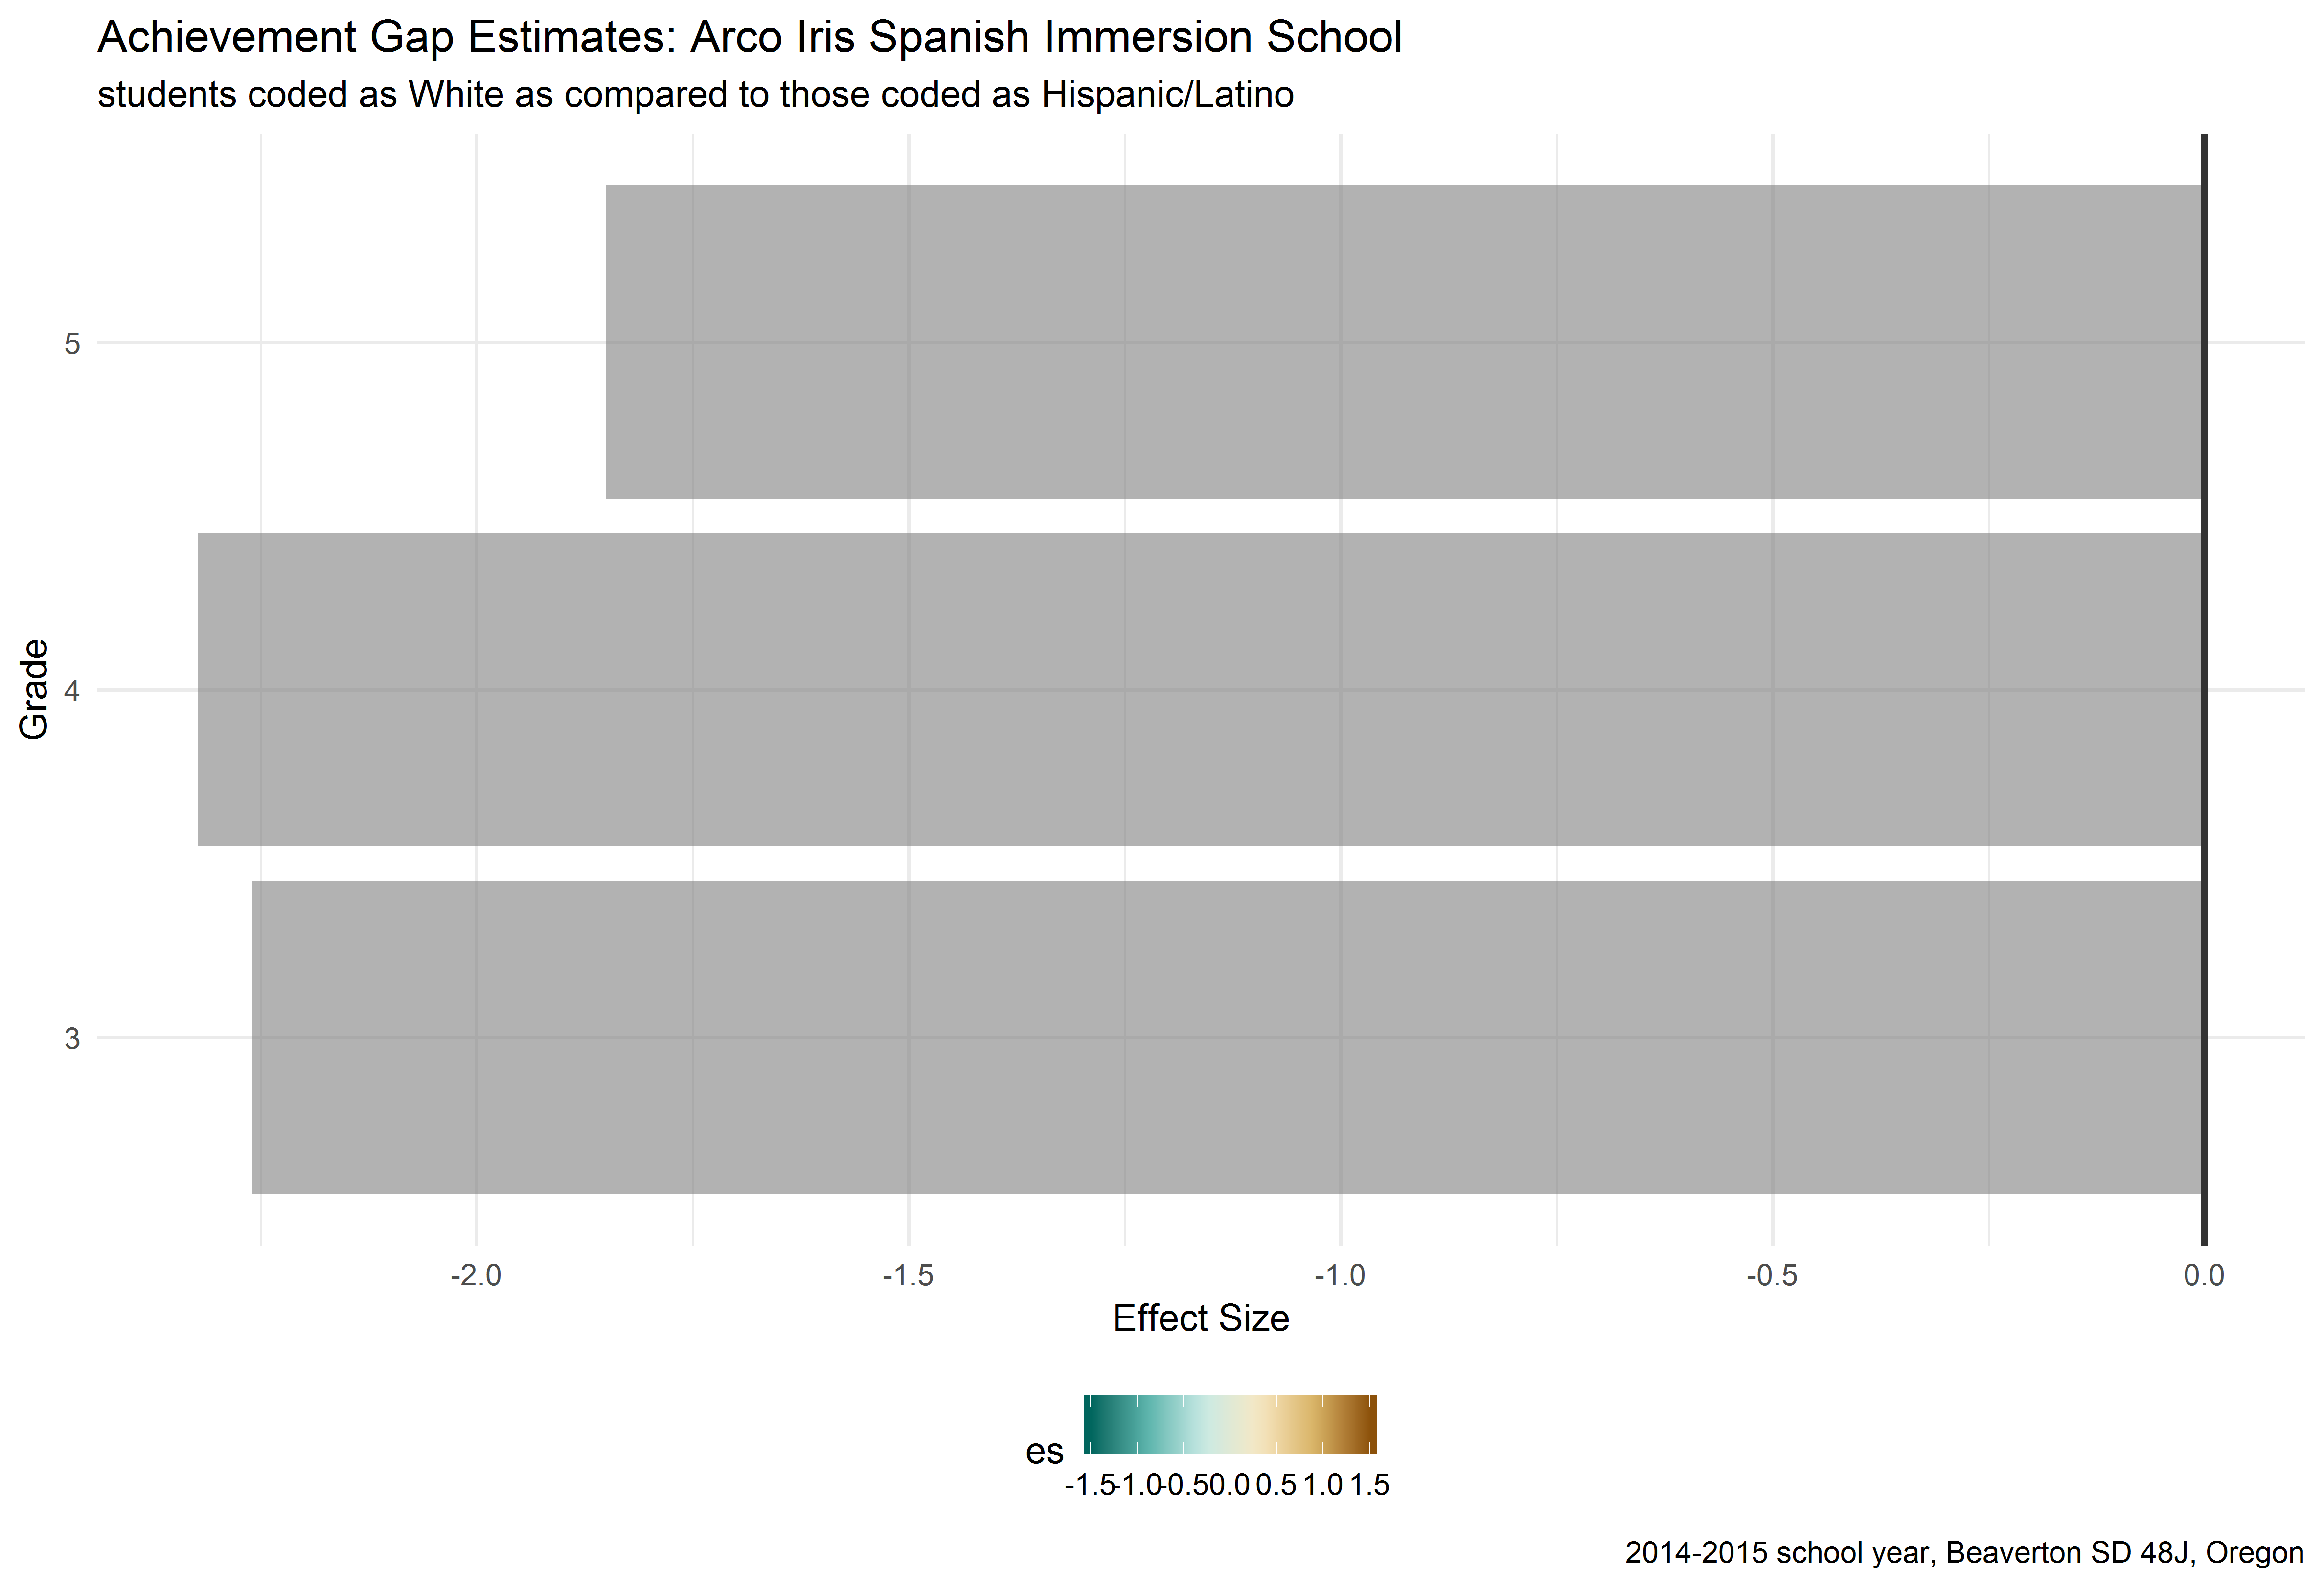 Achievement Gap Estimates: Arco Iris Spanish Immersion School
students coded as White as compared to those coded as Hispanic/Latino
5
4
3
Grade
-2.0 -1.5 -1.0 -0.5 0.0
Effect Size
es
-1.5 -1.0 -0.5 0.0 0.5 1.0 1.5
2014-2015 school year, Beaverton SD 48J, Oregon